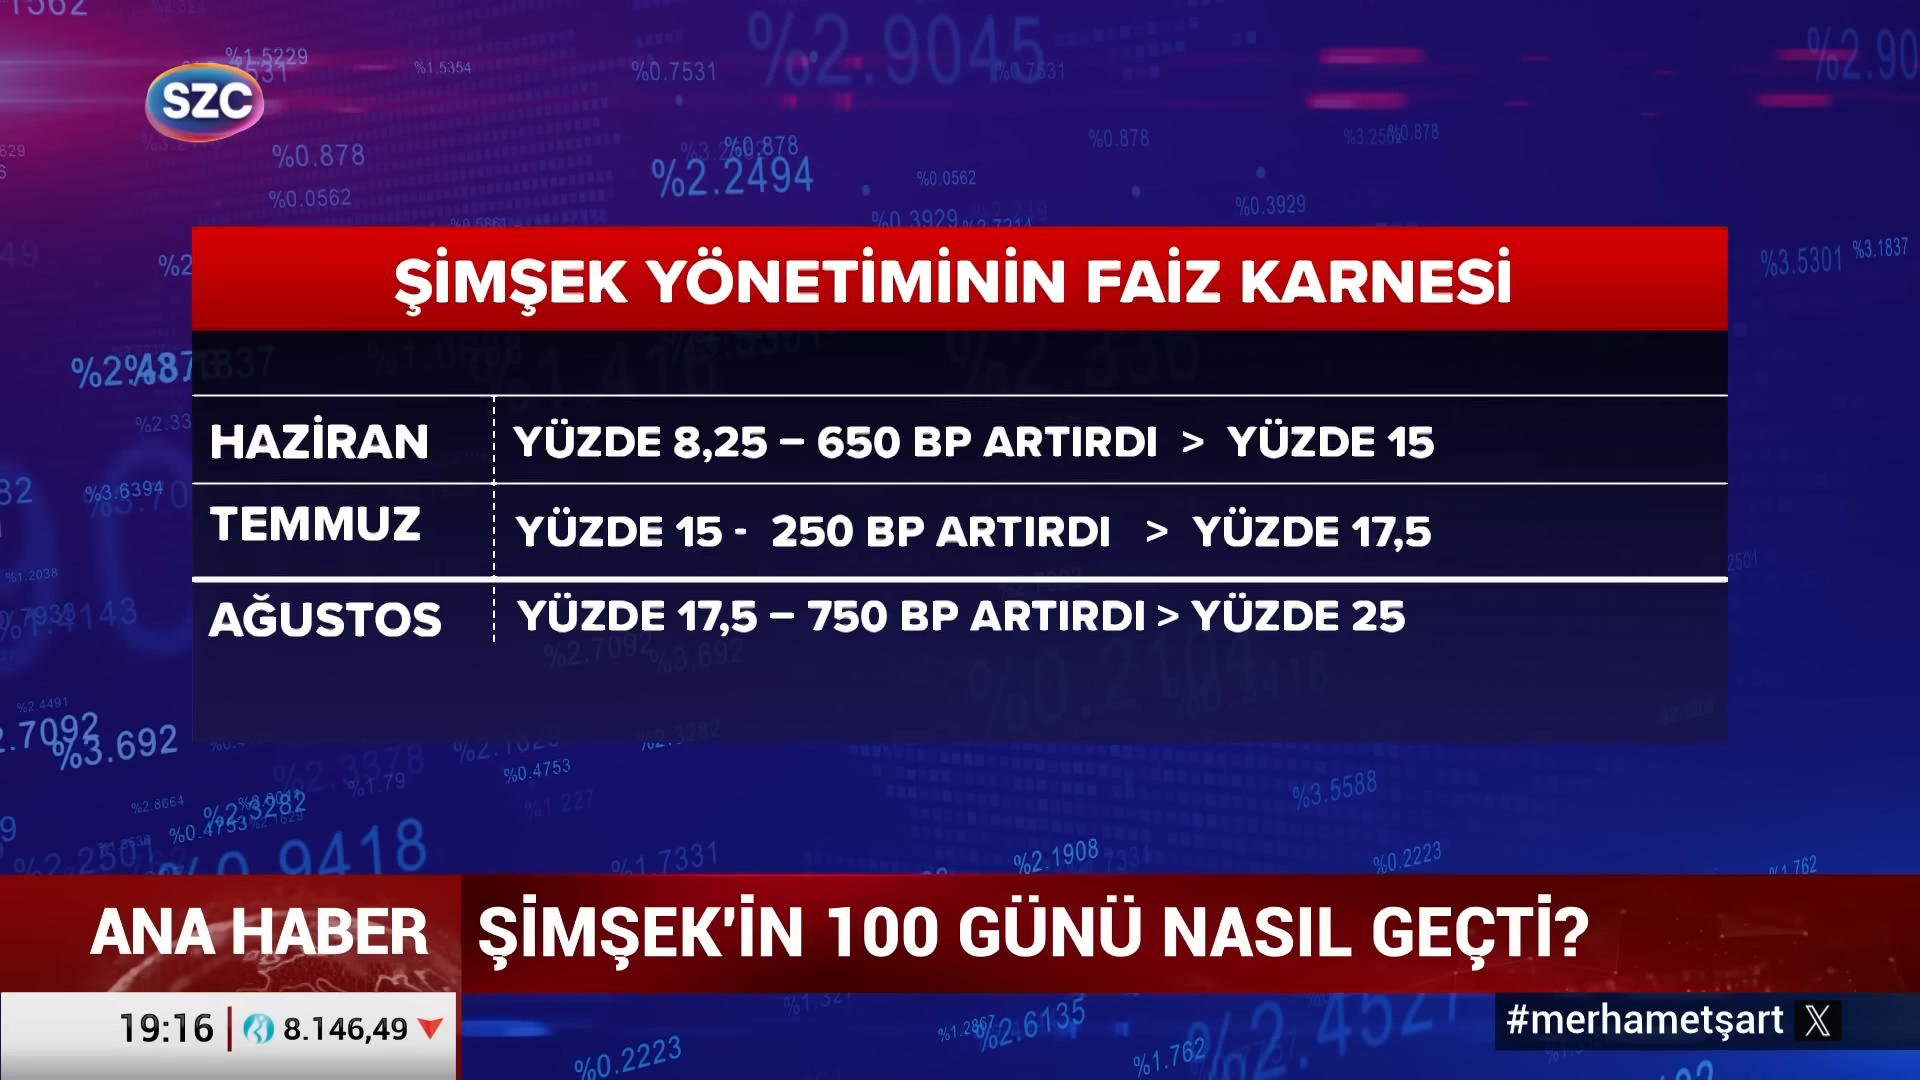 SZC
ŞİMŞEK YÖNETİMİNİN FAİZ KARNESİ
HAZİRAN YÜZDE 8,25 – 650 BP ARTIRDI > YÜZDE 15
TEMMUZ YÜZDE 15 - 250 BP ARTIRDI > YÜZDE 17,5
AĞUSTOS YÜZDE 17,5 – 750 BP ARTIRDI > YÜZDE 25
ANA HABER ŞİMŞEK'İN 100 GÜNÜ NASIL GEÇTİ?
19:16 8.146,49
#merhametşart X